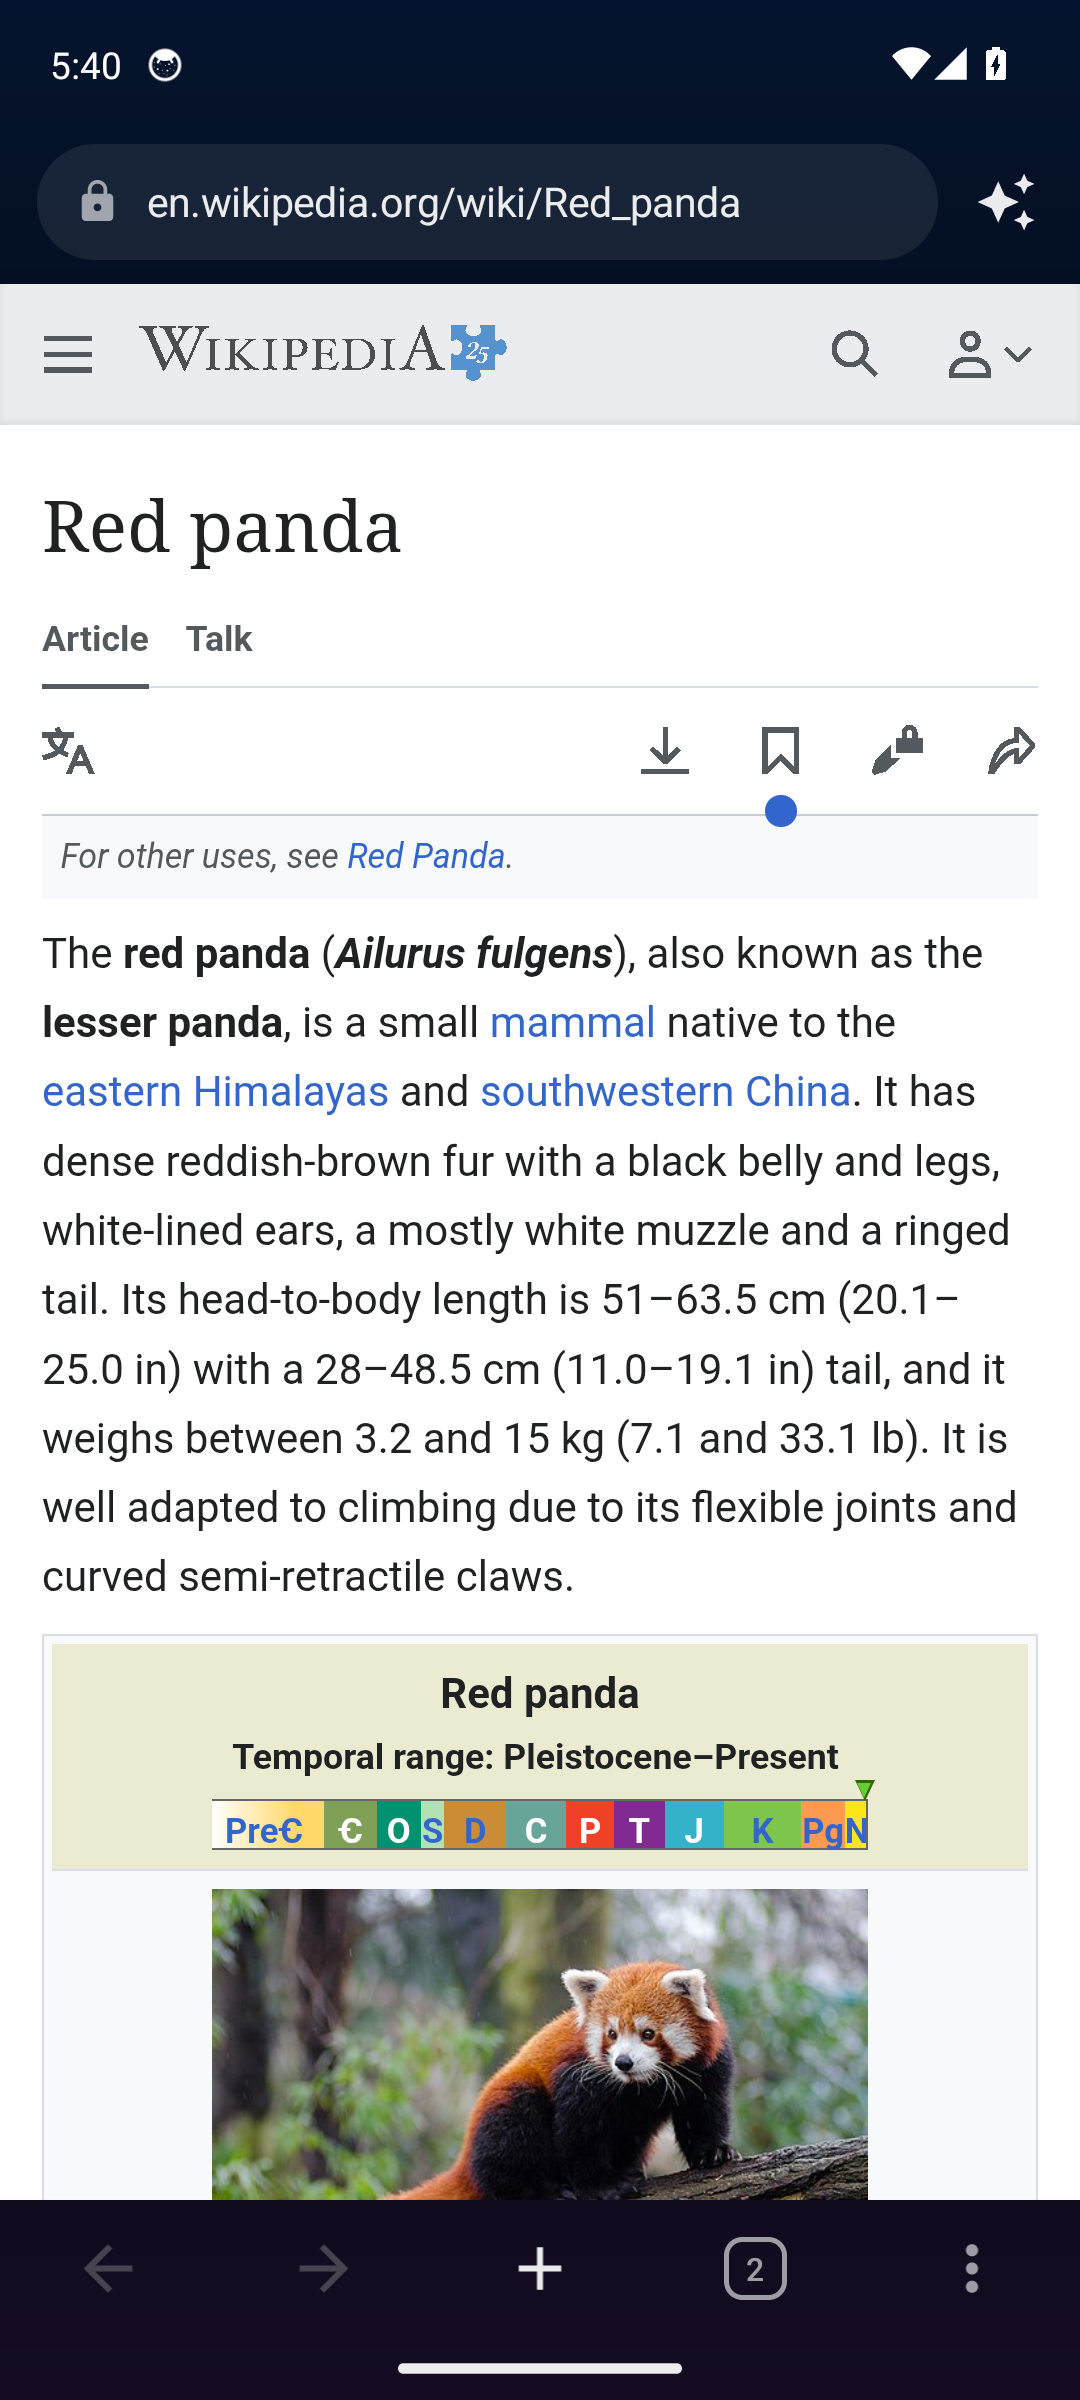 5:40
en.wikipedia.org/wiki/Red_panda
WIKIPEDIA 25
Red panda
Article Talk
文A
For other uses, see Red Panda.
The red panda (Ailurus fulgens), also known as the
lesser panda, is a small mammal native to the
eastern Himalayas and southwestern China. It has
dense reddish-brown fur with a black belly and legs,
white-lined ears, a mostly white muzzle and a ringed
tail. Its head-to-body length is 51–63.5 cm (20.1–
25.0 in) with a 28–48.5 cm (11.0–19.1 in) tail, and it
weighs between 3.2 and 15 kg (7.1 and 33.1 lb). It is
well adapted to climbing due to its flexible joints and
curved semi-retractile claws.
Red panda
Temporal range: Pleistocene–Present
PreꞒ Ꞓ O S D C P T J K Pg N
2